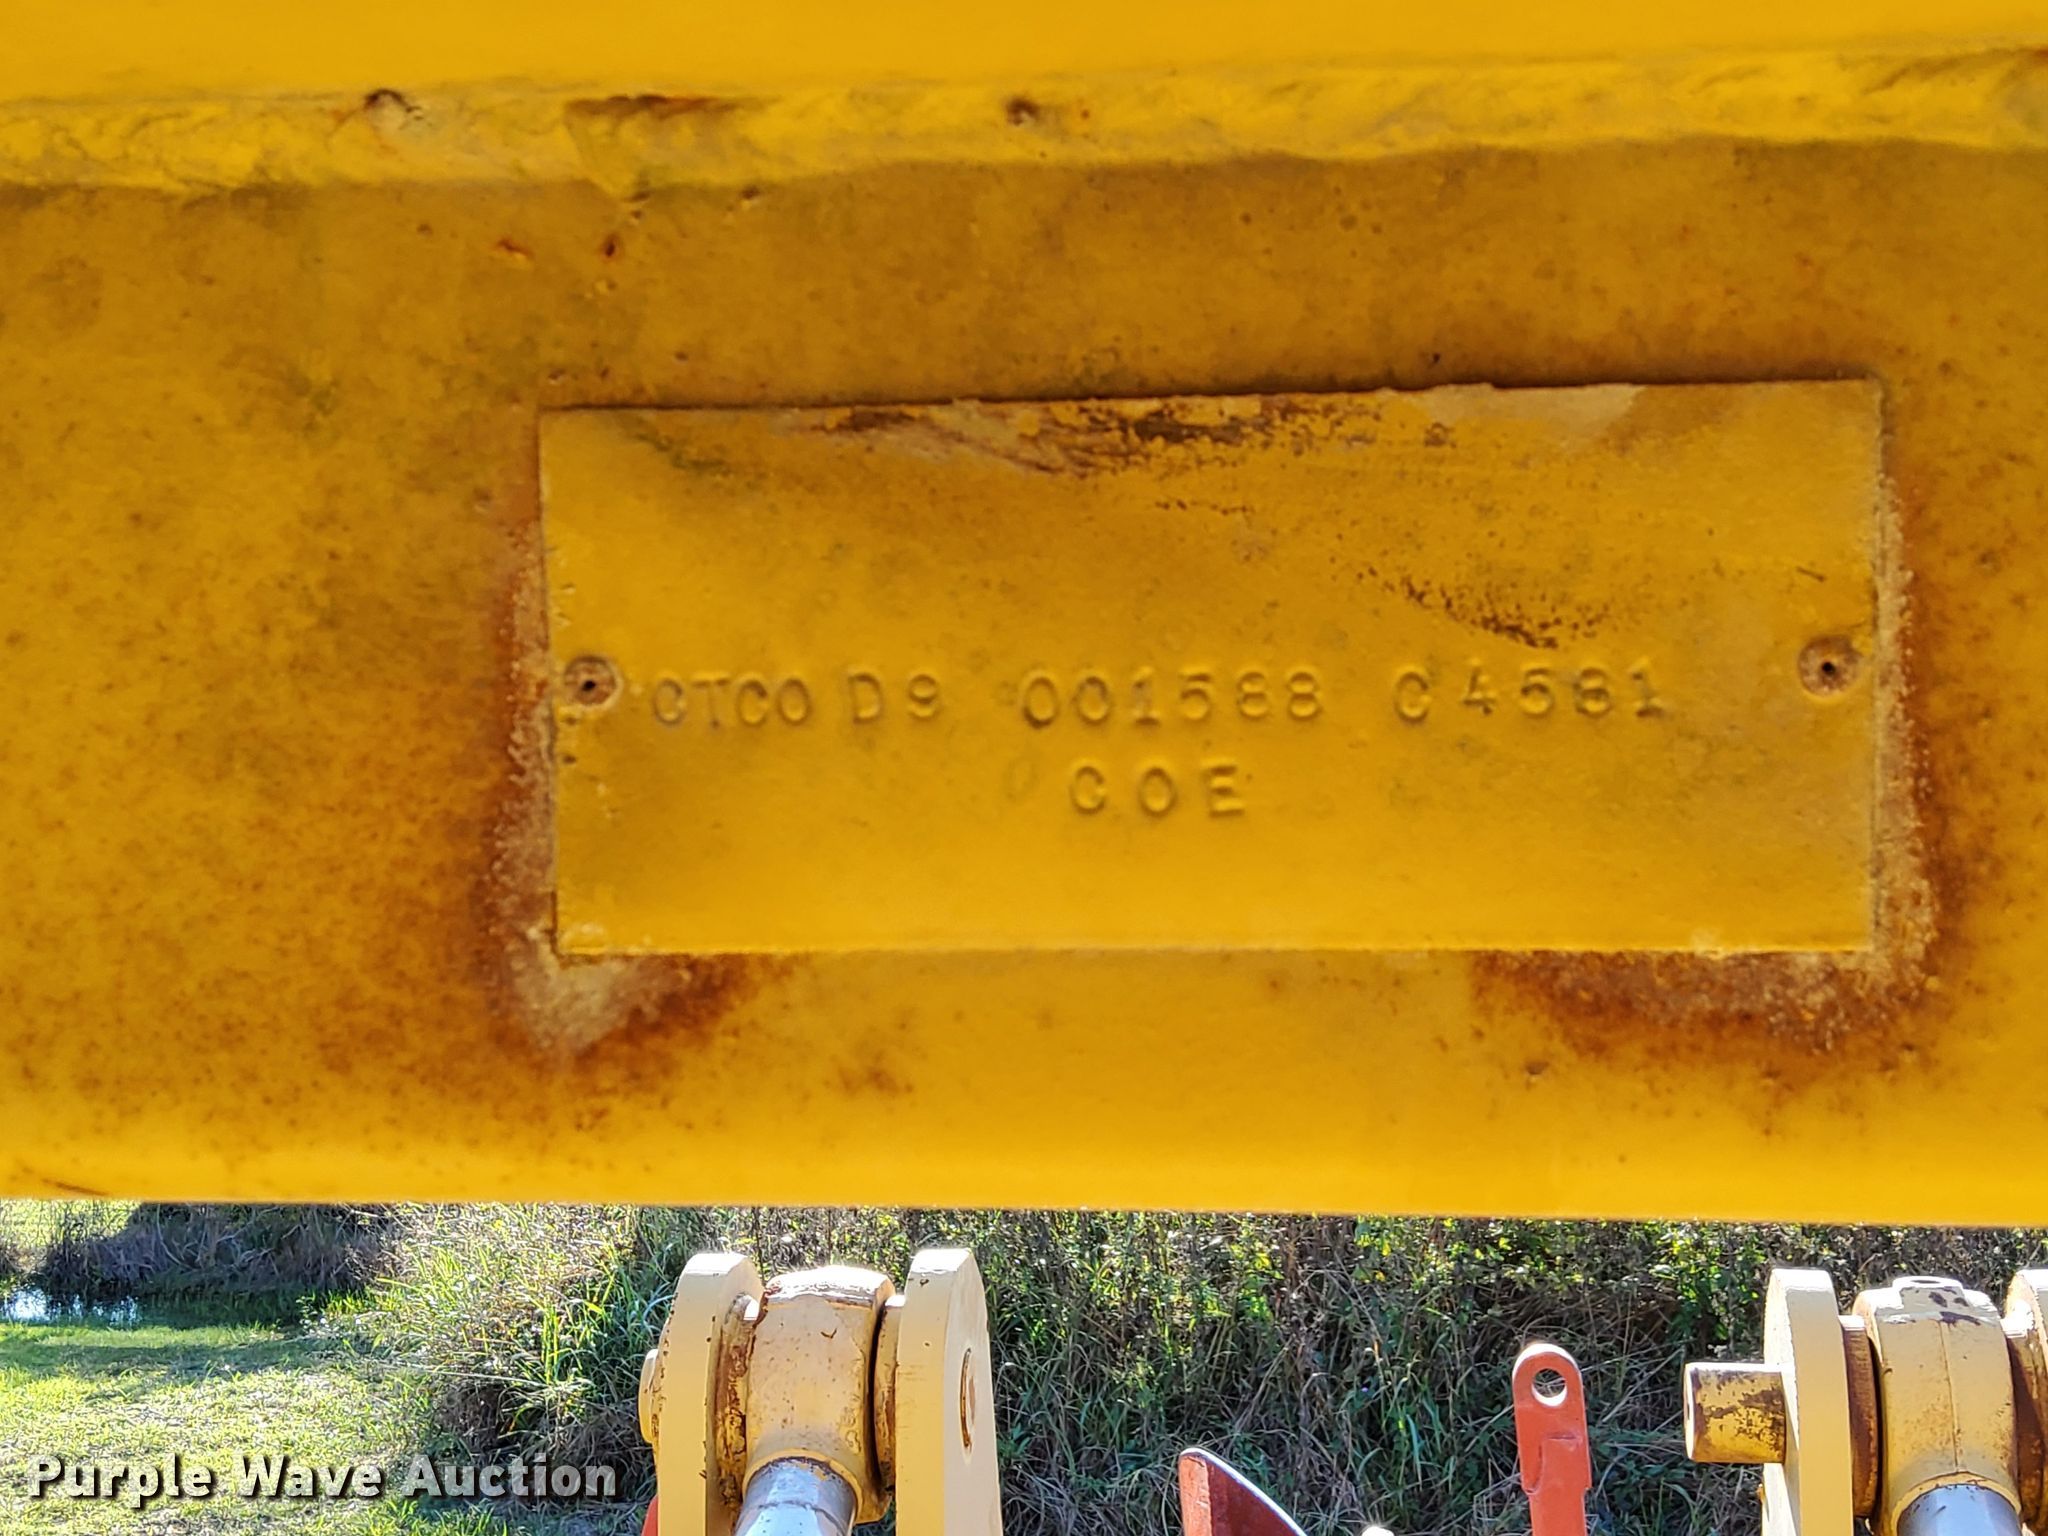 CTCO D9 001588 C4581
COE
Purple Wave Auction